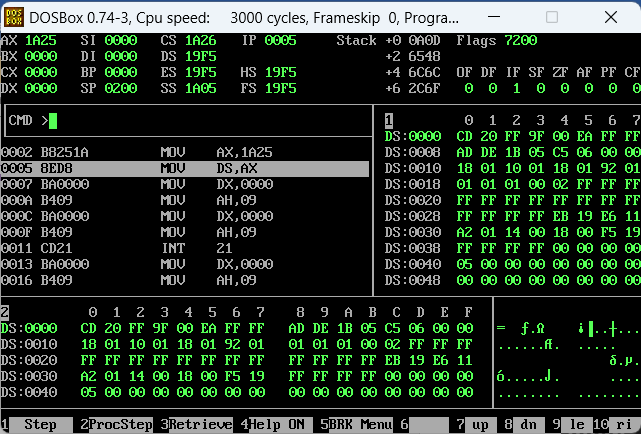 DOSBox 0.74-3, Cpu speed: 3000 cycles, Frameskip 0, Progra...
AX 1A25 SI 0000 CS 1A26 IP 0005 Stack +0 0A0D Flags 7200
BX 0000 DI 0000 DS 19F5 +2 6548
CX 0000 BP 0000 ES 19F5 HS 19F5 +4 6C6C OF DF IF SF ZF AF PF CF
DX 0000 SP 0200 SS 1A05 FS 19F5 +6 2C6F 0 0 1 0 0 0 0 0
CMD >
1 0 1 2 3 4 5 6 7
DS:0000 CD 20 FF 9F 00 EA FF FF
0002 B8251A MOV AX,1A25 DS:0008 AD DE 1B 05 C5 06 00 00
0005 8ED8 MOV DS,AX DS:0010 18 01 10 01 18 01 92 01
0007 BA0000 MOV DX,0000 DS:0018 01 01 01 00 02 FF FF FF
000A B409 MOV AH,09 DS:0020 FF FF FF FF FF FF FF FF
000C BA0000 MOV DX,0000 DS:0028 FF FF FF FF EB 19 E6 11
000F B409 MOV AH,09 DS:0030 A2 01 14 00 18 00 F5 19
0011 CD21 INT 21 DS:0038 FF FF FF FF 00 00 00 00
0013 BA0000 MOV DX,0000 DS:0040 05 00 00 00 00 00 00 00
0016 B409 MOV AH,09 DS:0048 00 00 00 00 00 00 00 00
2 0 1 2 3 4 5 6 7 8 9 A B C D E F
DS:0000 CD 20 FF 9F 00 EA FF FF AD DE 1B 05 C5 06 00 00 = ƒ.Ω ¡▐..┼.
DS:0010 18 01 10 01 18 01 92 01 01 01 01 00 02 FF FF FF ......Æ. .....
DS:0020 FF FF FF FF FF FF FF FF FF FF FF FF EB 19 E6 11 δ.µ.
DS:0030 A2 01 14 00 18 00 F5 19 FF FF FF FF 00 00 00 00 ó.....⌡.
DS:0040 05 00 00 00 00 00 00 00 00 00 00 00 00 00 00 00 .......
1 Step 2ProcStep 3Retrieve 4Help ON 5BRK Menu 6 7 up 8 dn 9 le 10 ri